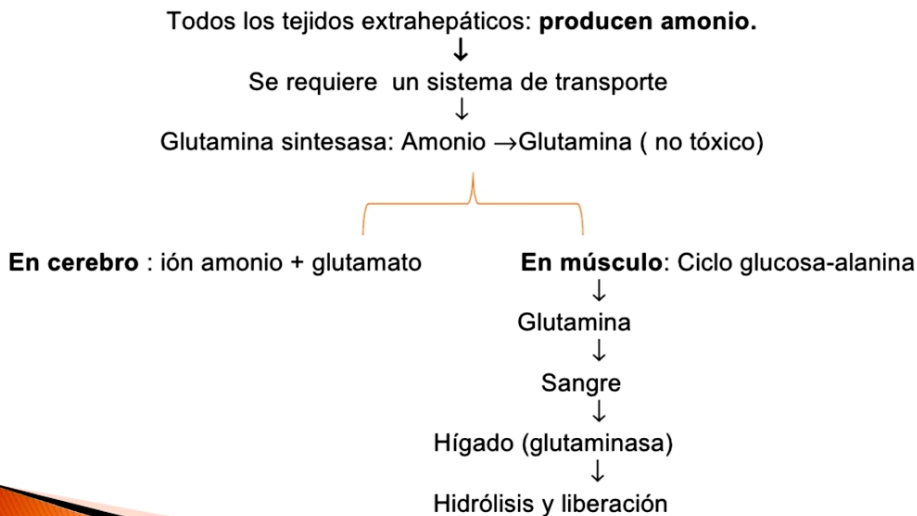 Todos los tejidos extrahepáticos: producen amonio.
↓
Se requiere un sistema de transporte
↓
Glutamina sintesasa: Amonio →Glutamina ( no tóxico)
En cerebro : ión amonio + glutamato
En músculo: Ciclo glucosa-alanina
↓
Glutamina
↓
Sangre
↓
Hígado (glutaminasa)
↓
Hidrólisis y liberación